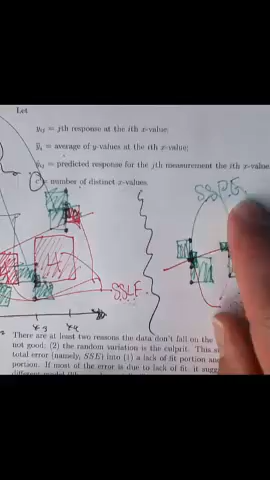 Let
y_ij = jth response at the ith x-value;
ȳ_i = average of y-values at the ith x-value;
ŷ_ij = predicted response for the jth measurement the ith x-value
c = number of distinct x-values.
SSPE
SSLF
x_3 x_4
There are at least two reasons the data don't fall on the
not good; (2) the random variation is the culprit. This
total error (namely, SSE) into (1) a lack of fit portion and
portion. If most of the error is due to lack of fit, it
different model